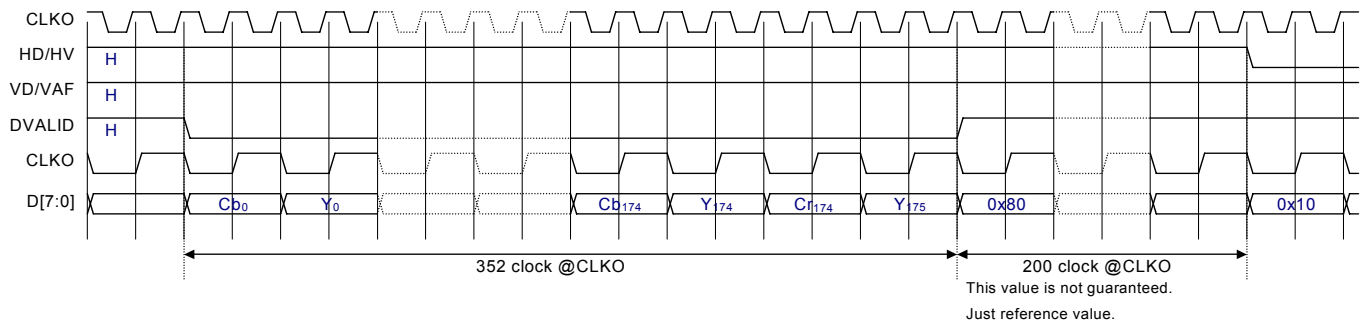 CLKO
HD/HV H
VD/VAF H
DVALID H
CLKO
D[7:0] Cb0 Y0 Cb174 Y174 Cr174 Y175 0x80 0x10
352 clock @CLKO 200 clock @CLKO
This value is not guaranteed.
Just reference value.